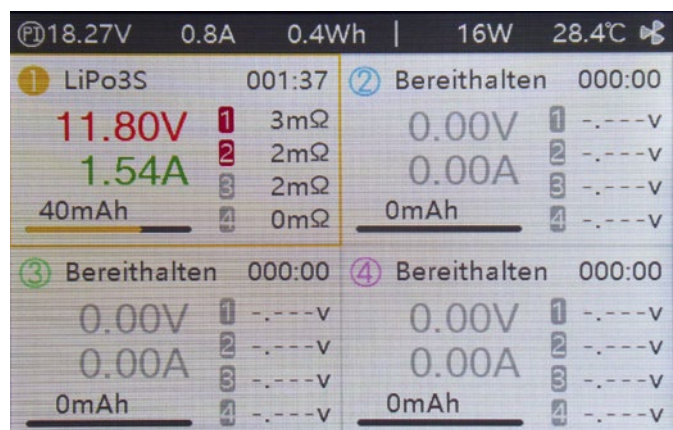 PD 18.27V 0.8A 0.4Wh | 16W 28.4℃
1 LiPo3S 001:37
11.80V
1.54A
40mAh
1 3mΩ
2 2mΩ
3 2mΩ
4 0mΩ
2 Bereithalten 000:00
0.00V
0.00A
0mAh
1 -.---v
2 -.---v
3 -.---v
4 -.---v
3 Bereithalten 000:00
0.00V
0.00A
0mAh
1 -.---v
2 -.---v
3 -.---v
4 -.---v
4 Bereithalten 000:00
0.00V
0.00A
0mAh
1 -.---v
2 -.---v
3 -.---v
4 -.---v